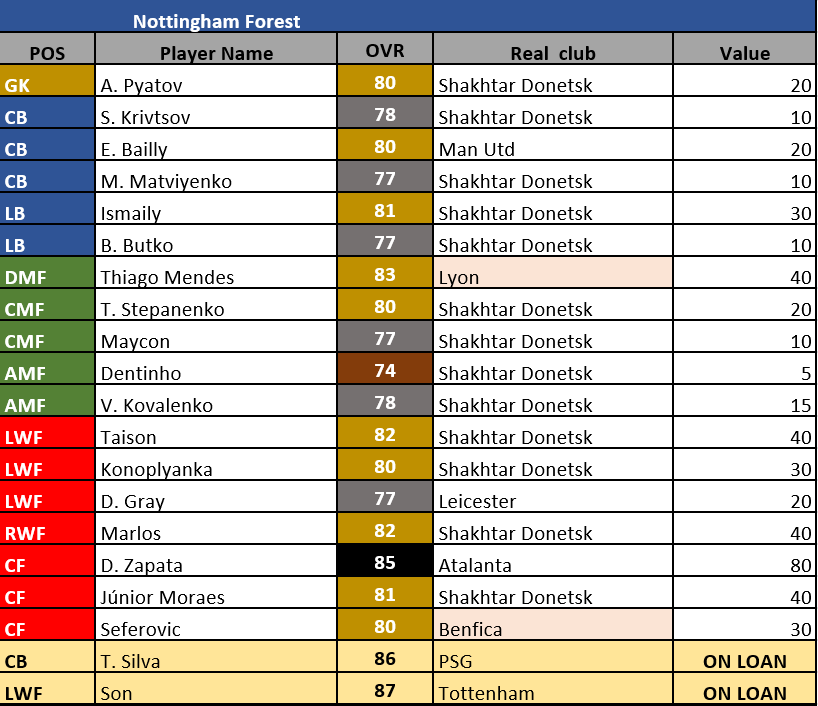 Nottingham Forest
POS Player Name OVR Real club Value
GK A. Pyatov 80 Shakhtar Donetsk 20
CB S. Krivtsov 78 Shakhtar Donetsk 10
CB E. Bailly 80 Man Utd 20
CB M. Matviyenko 77 Shakhtar Donetsk 10
LB Ismaily 81 Shakhtar Donetsk 30
LB B. Butko 77 Shakhtar Donetsk 10
DMF Thiago Mendes 83 Lyon 40
CMF T. Stepanenko 80 Shakhtar Donetsk 20
CMF Maycon 77 Shakhtar Donetsk 10
AMF Dentinho 74 Shakhtar Donetsk 5
AMF V. Kovalenko 78 Shakhtar Donetsk 15
LWF Taison 82 Shakhtar Donetsk 40
LWF Konoplyanka 80 Shakhtar Donetsk 30
LWF D. Gray 77 Leicester 20
RWF Marlos 82 Shakhtar Donetsk 40
CF D. Zapata 85 Atalanta 80
CF Júnior Moraes 81 Shakhtar Donetsk 40
CF Seferovic 80 Benfica 30
CB T. Silva 86 PSG ON LOAN
LWF Son 87 Tottenham ON LOAN